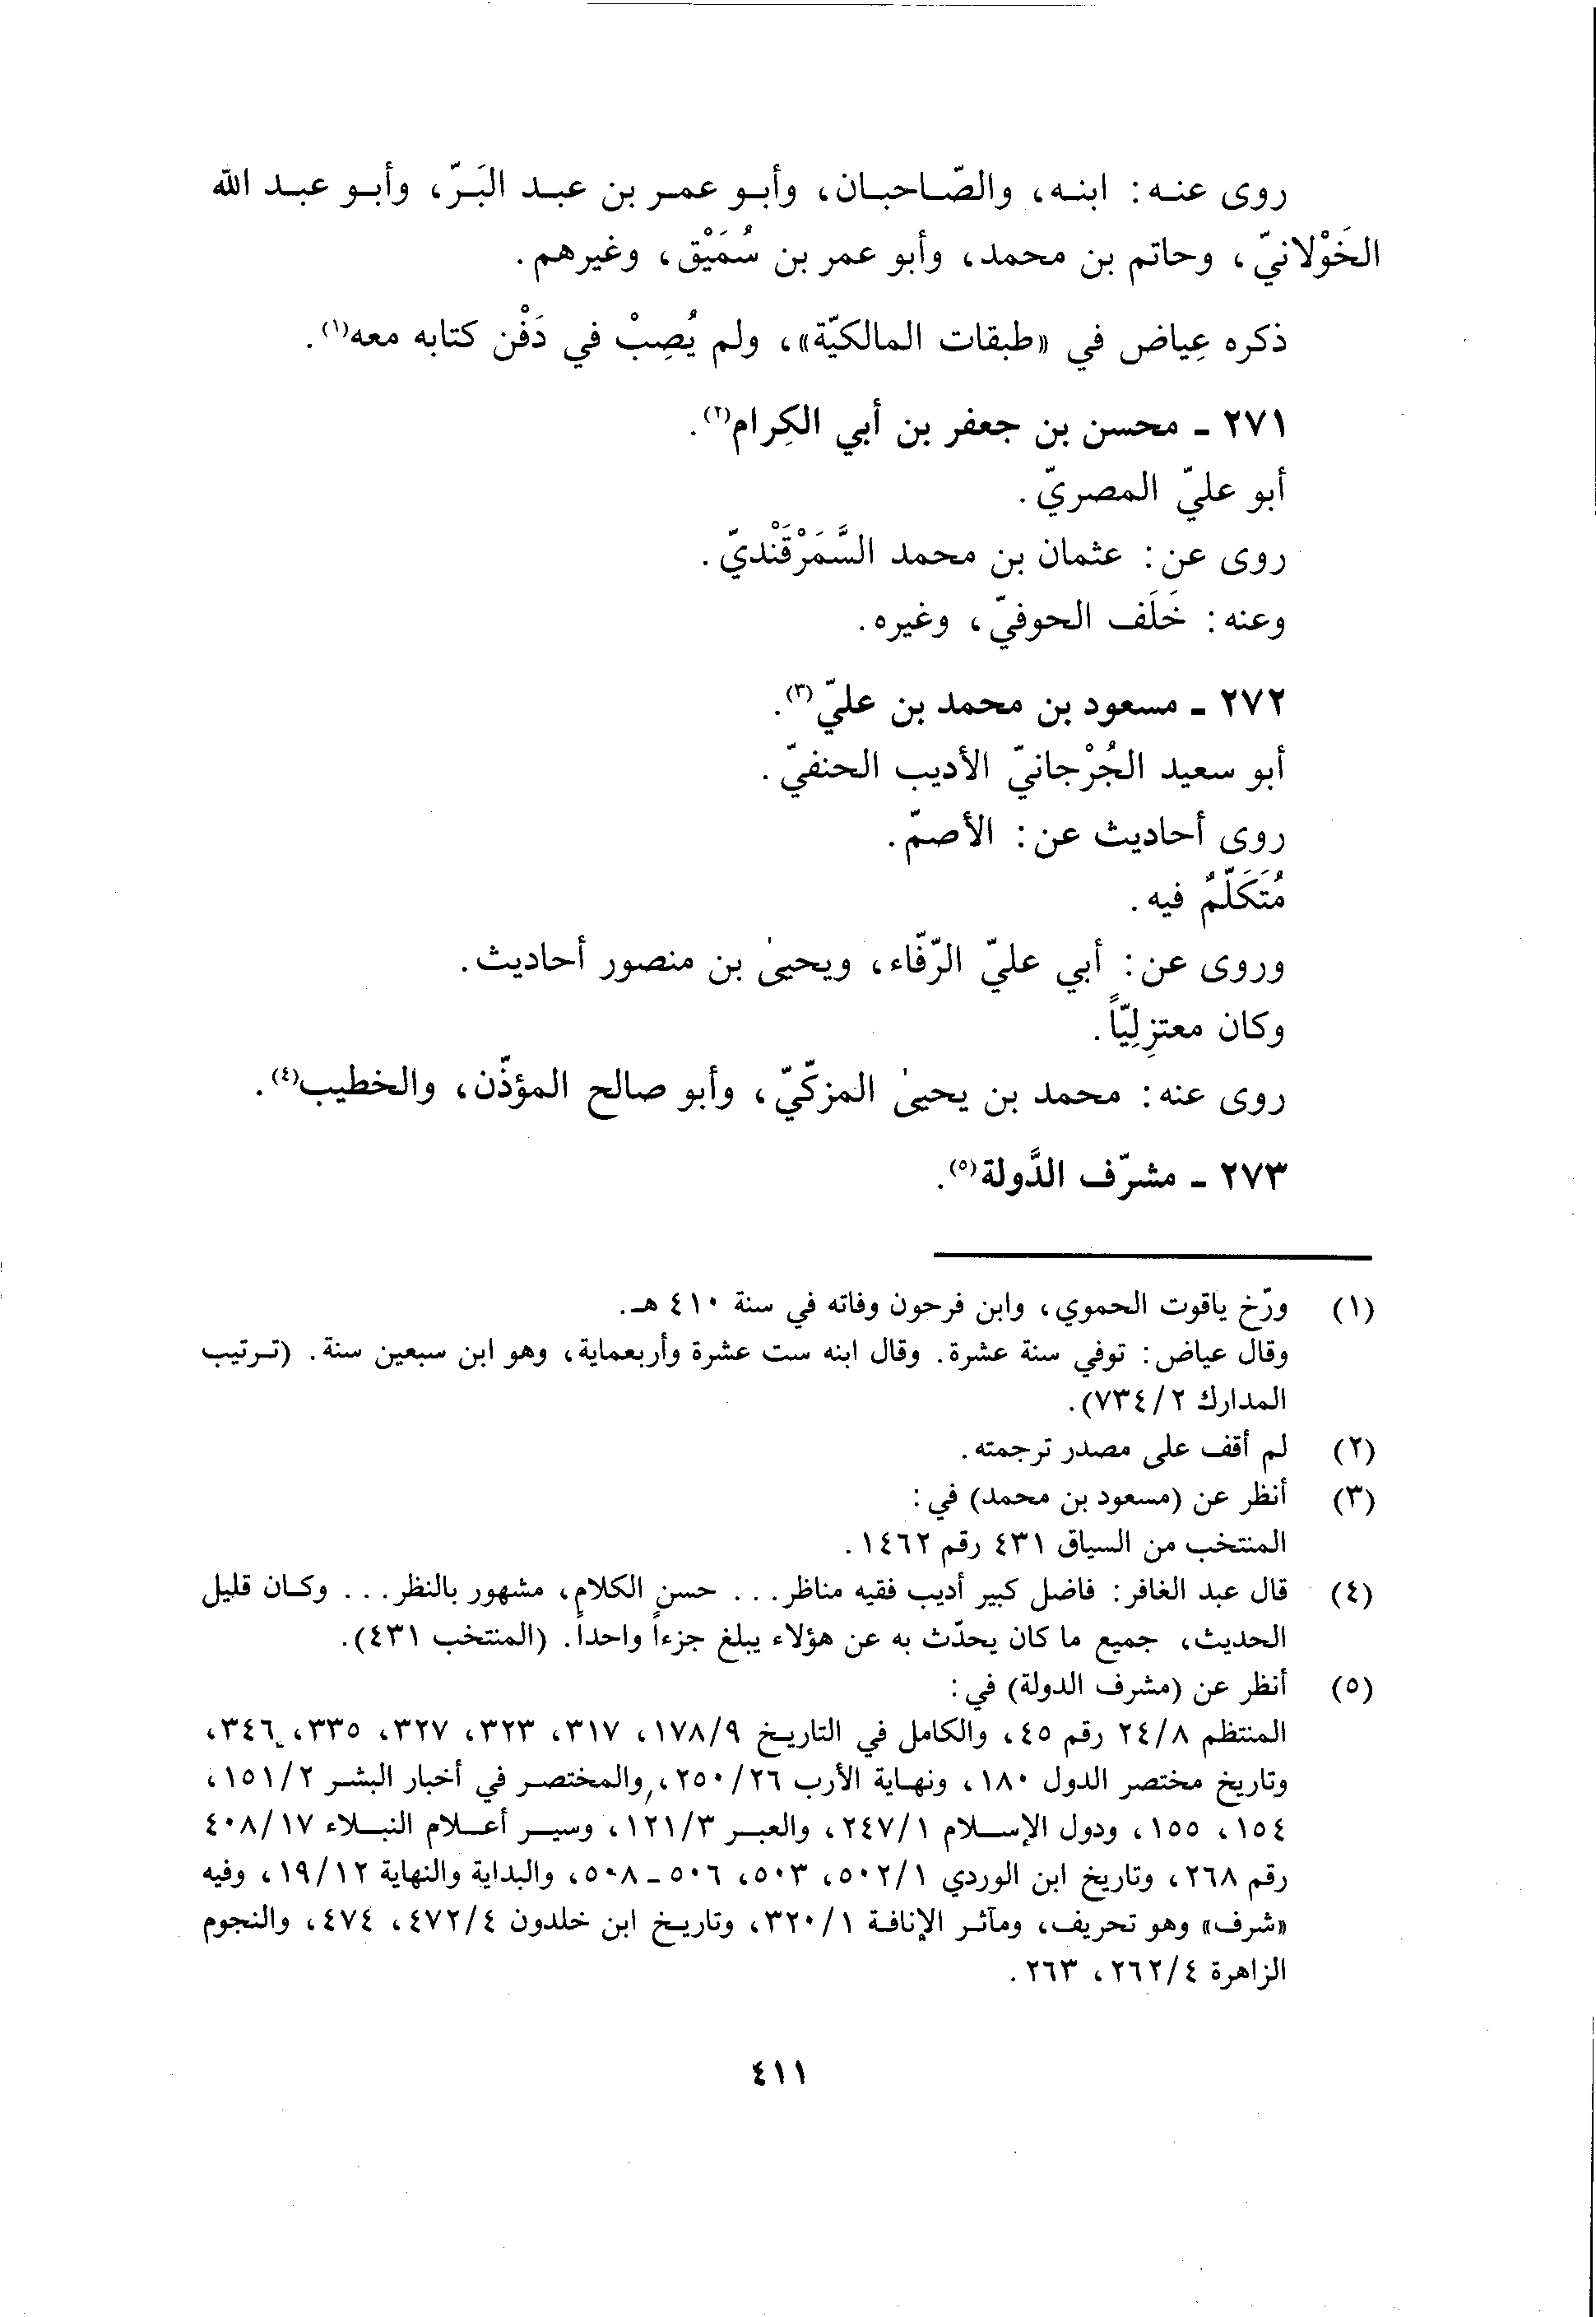 روى عنه: ابنه، والصّاحبان، وأبو عمر بن عبد البَرّ، وأبو عبد الله
الخَوْلانيّ، وحاتم بن محمد، وأبو عمر بن سُمَيْق، وغيرهم.
ذكره عِياض في «طبقات المالكيّة»، ولم يُصِبْ في دَفْن كتابه معه(١).
٢٧١ - محسن بن جعفر بن أبي الكِرام(٢).
أبو عليّ المصريّ.
روى عن: عثمان بن محمد السَّمَرْقَنْديّ.
وعنه: خَلَف الحوفيّ، وغيره.
٢٧٢ - مسعود بن محمد بن عليّ(٣).
أبو سعيد الجُرْجانيّ الأديب الحنفيّ.
روى أحاديث عن: الأصمّ.
مُتَكَلَّمٌ فيه.
وروى عن: أبي عليّ الرّفّاء، ويحيىٰ بن منصور أحاديث.
وكان معتزِلِيّاً.
روى عنه: محمد بن يحيىٰ المزكّيّ، وأبو صالح المؤذّن، والخطيب(٤).
٢٧٣ - مشرّف الدَّولة(٥).
(١) ورّخ ياقوت الحموي، وابن فرحون وفاته في سنة ٤١٠ هـ.
وقال عياض: توفي سنة عشرة. وقال ابنه ست عشرة وأربعماية، وهو ابن سبعين سنة. (ترتيب
المدارك ٢/٧٣٤).
(٢) لم أقف على مصدر ترجمته.
(٣) أنظر عن (مسعود بن محمد) في:
المنتخب من السياق ٤٣١ رقم ١٤٦٢.
(٤) قال عبد الغافر: فاضل كبير أديب فقيه مناظر... حسن الكلام، مشهور بالنظر... وكان قليل
الحديث، جميع ما كان يحدّث به عن هؤلاء يبلغ جزءاً واحداً. (المنتخب ٤٣١).
(٥) أنظر عن (مشرف الدولة) في:
المنتظم ٢٤/٨ رقم ٤٥، والكامل في التاريخ ١٧٨/٩، ٣١٧، ٣٢٣، ٣٢٧، ٣٣٥، ٣٤٦،
وتاريخ مختصر الدول ١٨٠، ونهاية الأرب ٢٥٠/٢٦، والمختصر في أخبار البشر ١٥١/٢،
١٥٤، ١٥٥، ودول الإسلام ٢٤٧/١، والعبر ١٢١/٣، وسير أعلام النبلاء ٤٠٨/١٧
رقم ٢٦٨، وتاريخ ابن الوردي ٥٠٢/١، ٥٠٣، ٥٠٦ - ٥٠٨، والبداية والنهاية ١٩/١٢، وفيه
«شرف» وهو تحريف، ومآثر الإنافة ٣٢٠/١، وتاريخ ابن خلدون ٤٧٢/٤، ٤٧٤، والنجوم
الزاهرة ٢٦٢/٤، ٢٦٣.
٤١١